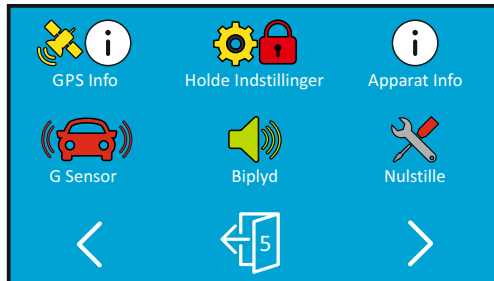 GPS Info
Holde Indstillinger
Apparat Info
G Sensor
Biplyd
Nulstille
5